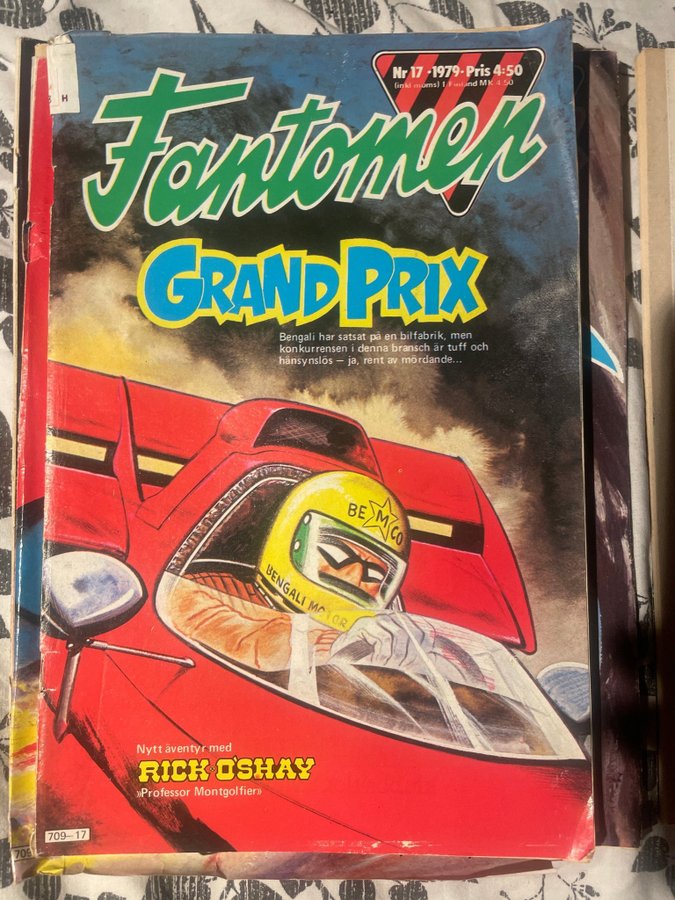 H
Nr 17 · 1979 · Pris 4:50
(inkl moms) I Finland MK 4.50
Fantomen
GRAND PRIX
Bengali har satsat på en bilfabrik, men
konkurrensen i denna bransch är tuff och
hänsynslös – ja, rent av mördande...
BE M CO
BENGALI MOTOR
Nytt äventyr med
RICK O'SHAY
»Professor Montgolfier»
709–17